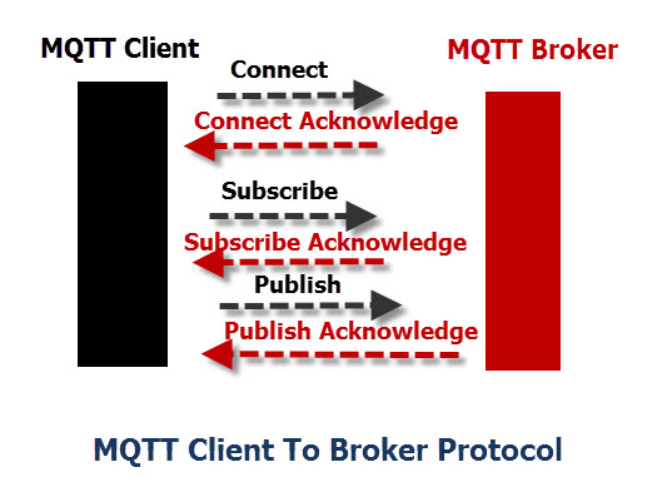 MQTT Client
MQTT Broker
Connect
Connect Acknowledge
Subscribe
Subscribe Acknowledge
Publish
Publish Acknowledge
MQTT Client To Broker Protocol